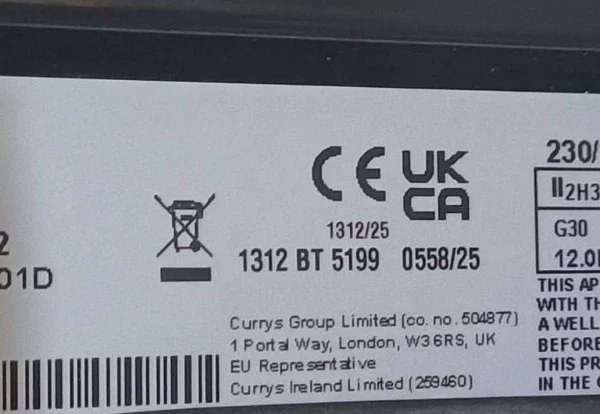 CE UK
CA
1312/25
1312 BT 5199 0558/25
2
01D
Currys Group Limited (co. no. 504877)
1 Portal Way, London, W3 6RS, UK
EU Representative
Currys Ireland Limited (259460)
230/
II2H3
G30
12.0
THIS AP
WITH TH
A WELL
BEFORE
THIS PR
IN THE